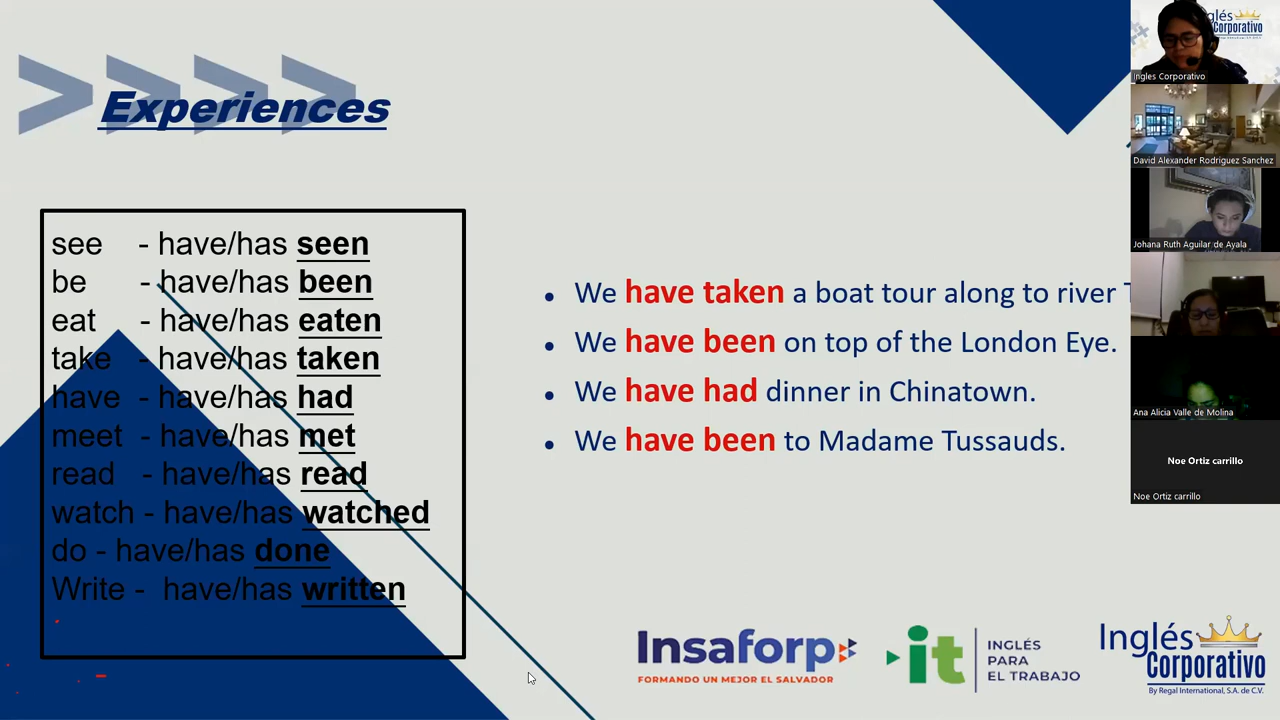 Experiences
see - have/has seen
be - have/has been
eat - have/has eaten
take - have/has taken
have - have/has had
meet - have/has met
read - have/has read
watch - have/has watched
do - have/has done
Write - have/has written
• We have taken a boat tour along to river
• We have been on top of the London Eye.
• We have had dinner in Chinatown.
• We have been to Madame Tussauds.
Insaforp
FORMANDO UN MEJOR EL SALVADOR
it
INGLÉS
PARA
EL TRABAJO
Inglés
Corporativo
By Regal International, S.A. de C.V.
Corporativo
Ingles Corporativo
David Alexander Rodriguez Sanchez
Johana Ruth Aguilar de Ayala
Ana Alicia Valle de Molina
Noe Ortiz carrillo
Noe Ortiz carrillo